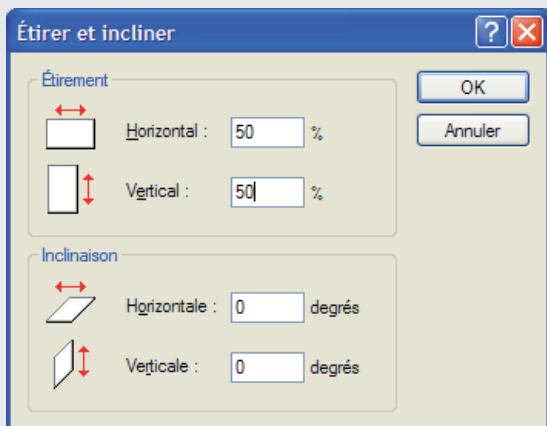 Étirer et incliner
Étirement
Horizontal : 50 %
Vertical : 50 %
OK
Annuler
Inclinaison
Horizontale : 0 degrés
Verticale : 0 degrés